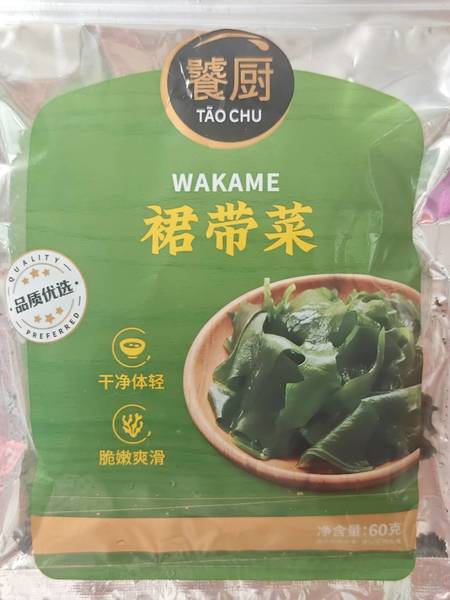 饕厨
TĀO CHU
WAKAME
裙带菜
QUALITY
品质优选
PREFERRED
干净体轻
脆嫩爽滑
净含量:60克